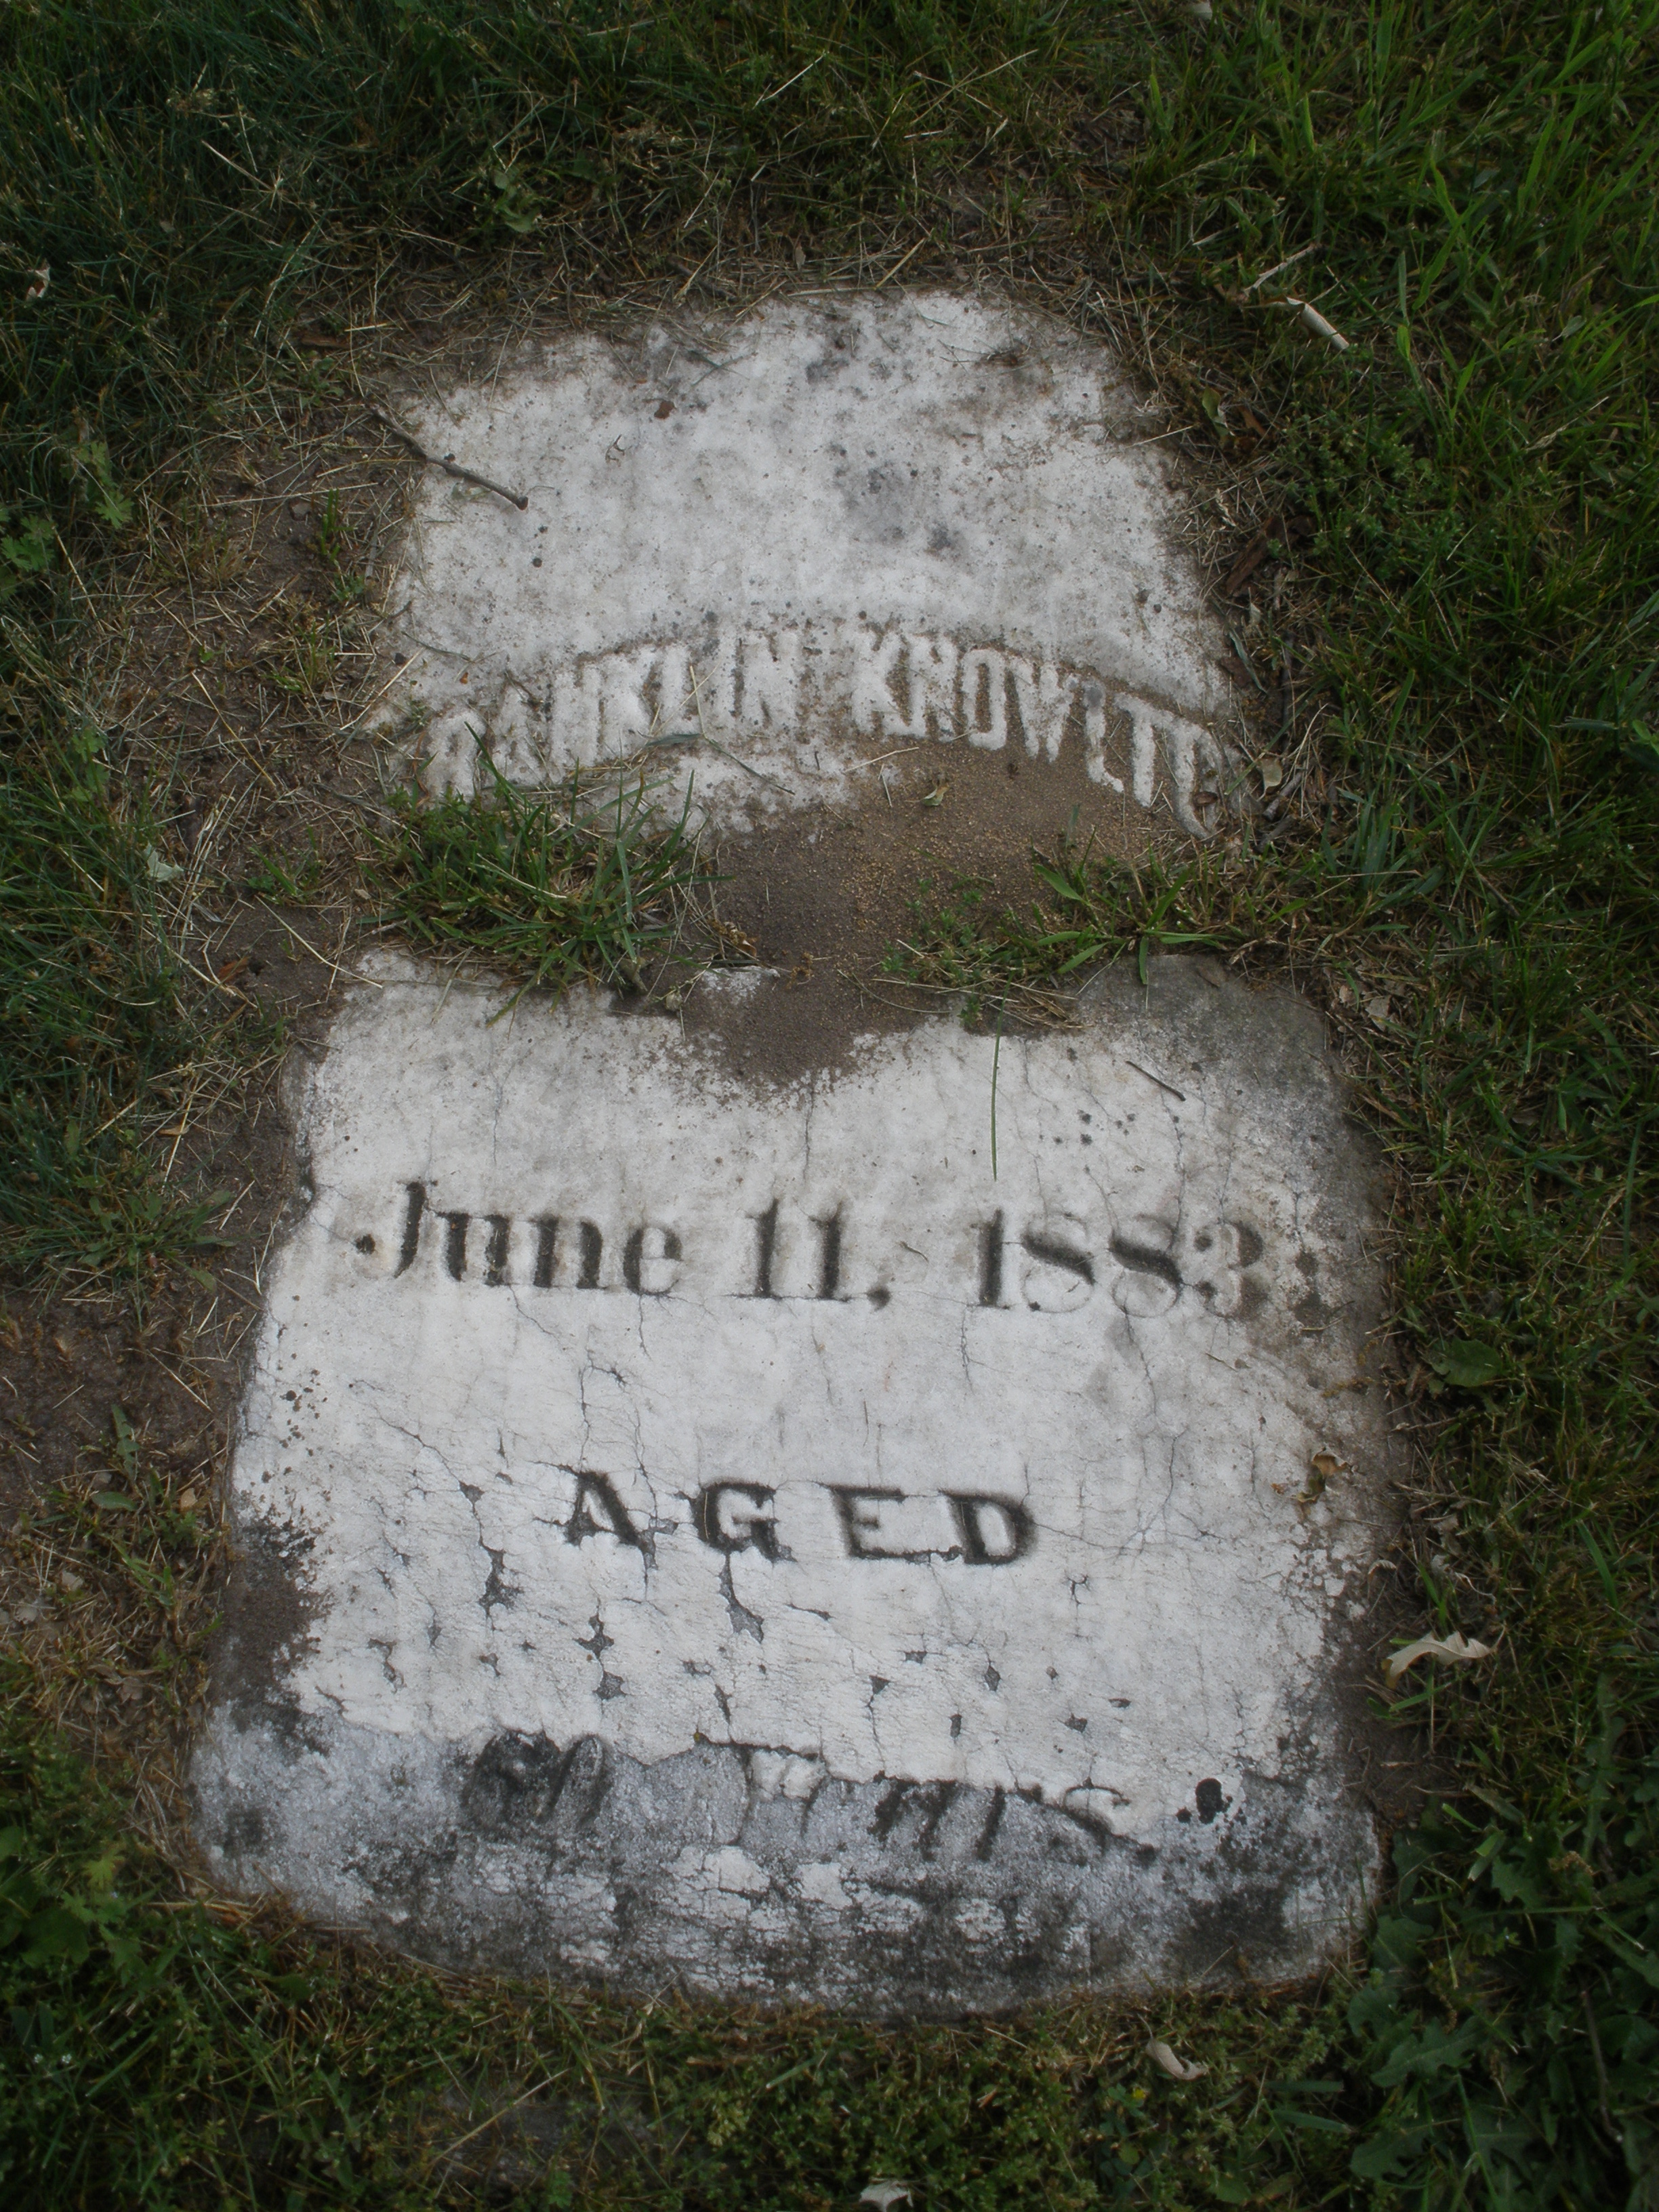 RANKLIN KNOWLTO
June 11, 1883.
AGED